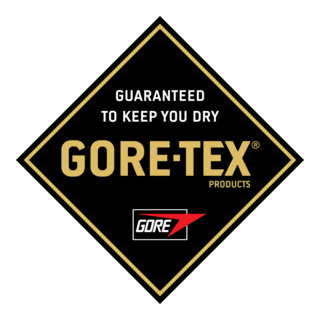 GUARANTEED
TO KEEP YOU DRY
GORE-TEX®
PRODUCTS
GORE